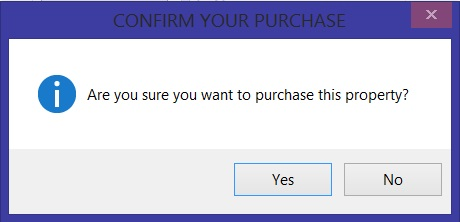 CONFIRM YOUR PURCHASE
Are you sure you want to purchase this property?
Yes
No